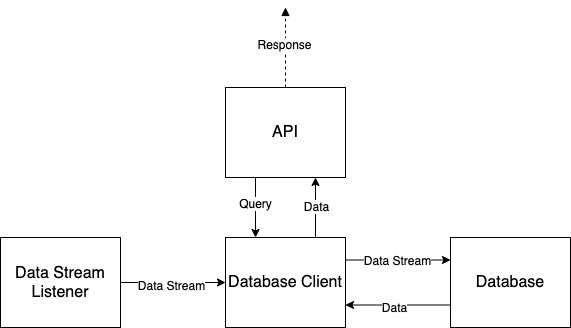 Response
API
Query
Data
Data Stream
Listener
Data Stream
Database Client
Data Stream
Data
Database